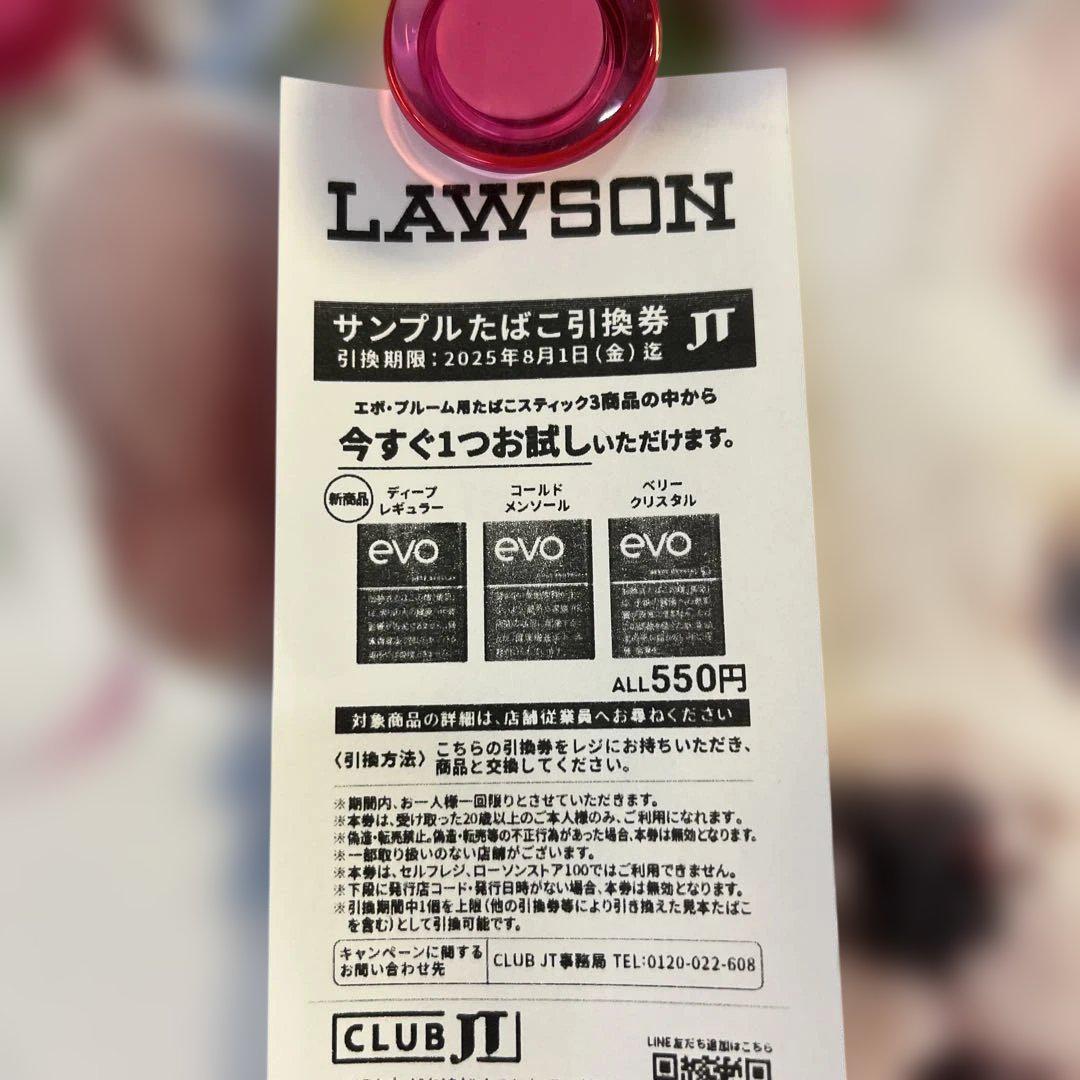 LAWSON
サンプルたばこ引換券 JT
引換期限：2025年8月1日（金）迄
エボ・プルーム用たばこスティック3商品の中から
今すぐ1つお試しいただけます。
新商品
ディープ
レギュラー
コールド
メンソール
ベリー
クリスタル
evo evo evo
ALL550円
対象商品の詳細は、店舗従業員へお尋ねください
〈引換方法〉こちらの引換券をレジにお持ちいただき、
商品と交換してください。
※期間内、お一人様一回限りとさせていただきます。
※本券は、受け取った20歳以上のご本人様のみ、ご利用になれます。
※偽造・転売禁止。偽造・転売等の不正行為があった場合、本券は無効となります。
※一部取り扱いのない店舗がございます。
※本券は、セルフレジ、ローソンストア100ではご利用できません。
※下段に発行店コード・発行日時がない場合、本券は無効となります。
※引換期間中1個を上限（他の引換券等により引き換えた見本たばこ
を含む）として引換可能です。
キャンペーンに関する
お問い合わせ先
CLUB JT事務局 TEL:0120-022-608
CLUB JT
LINE友だち追加はこちら